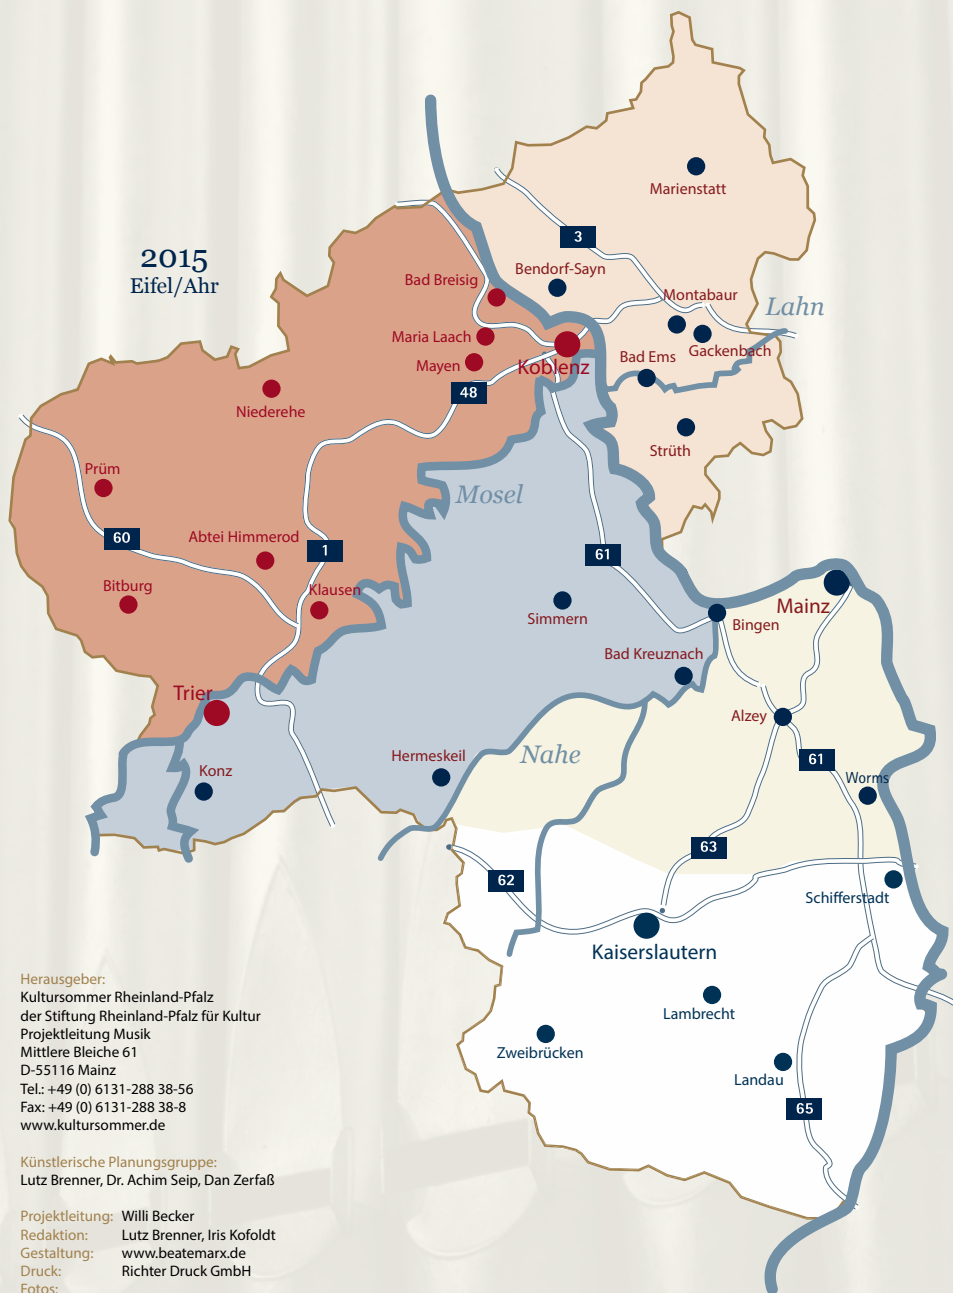 Marienstatt
3
2015
Eifel/Ahr
Bendorf-Sayn
Bad Breisig
Montabaur
Lahn
Maria Laach
Gackenbach
Mayen
Koblenz
Bad Ems
48
Niederehe
Strüth
Prüm
Mosel
60
Abtei Himmerod
1
61
Bitburg
Klausen
Simmern
Mainz
Bingen
Bad Kreuznach
Trier
Alzey
Hermeskeil
Nahe
61
Konz
Worms
63
62
Schifferstadt
Kaiserslautern
Lambrecht
Zweibrücken
Landau
65
Herausgeber:
Kultursommer Rheinland-Pfalz
der Stiftung Rheinland-Pfalz für Kultur
Projektleitung Musik
Mittlere Bleiche 61
D-55116 Mainz
Tel.: +49 (0) 6131-288 38-56
Fax: +49 (0) 6131-288 38-8
www.kultursommer.de
Künstlerische Planungsgruppe:
Lutz Brenner, Dr. Achim Seip, Dan Zerfaß
Projektleitung: Willi Becker
Redaktion: Lutz Brenner, Iris Kofoldt
Gestaltung: www.beatemarx.de
Druck: Richter Druck GmbH
Fotos: